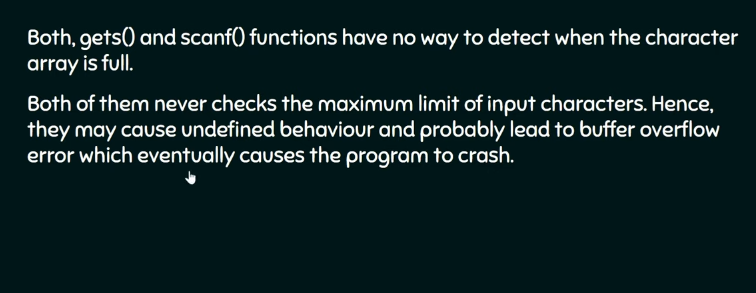 Both, gets() and scanf() functions have no way to detect when the character
array is full.
Both of them never checks the maximum limit of input characters. Hence,
they may cause undefined behaviour and probably lead to buffer overflow
error which eventually causes the program to crash.